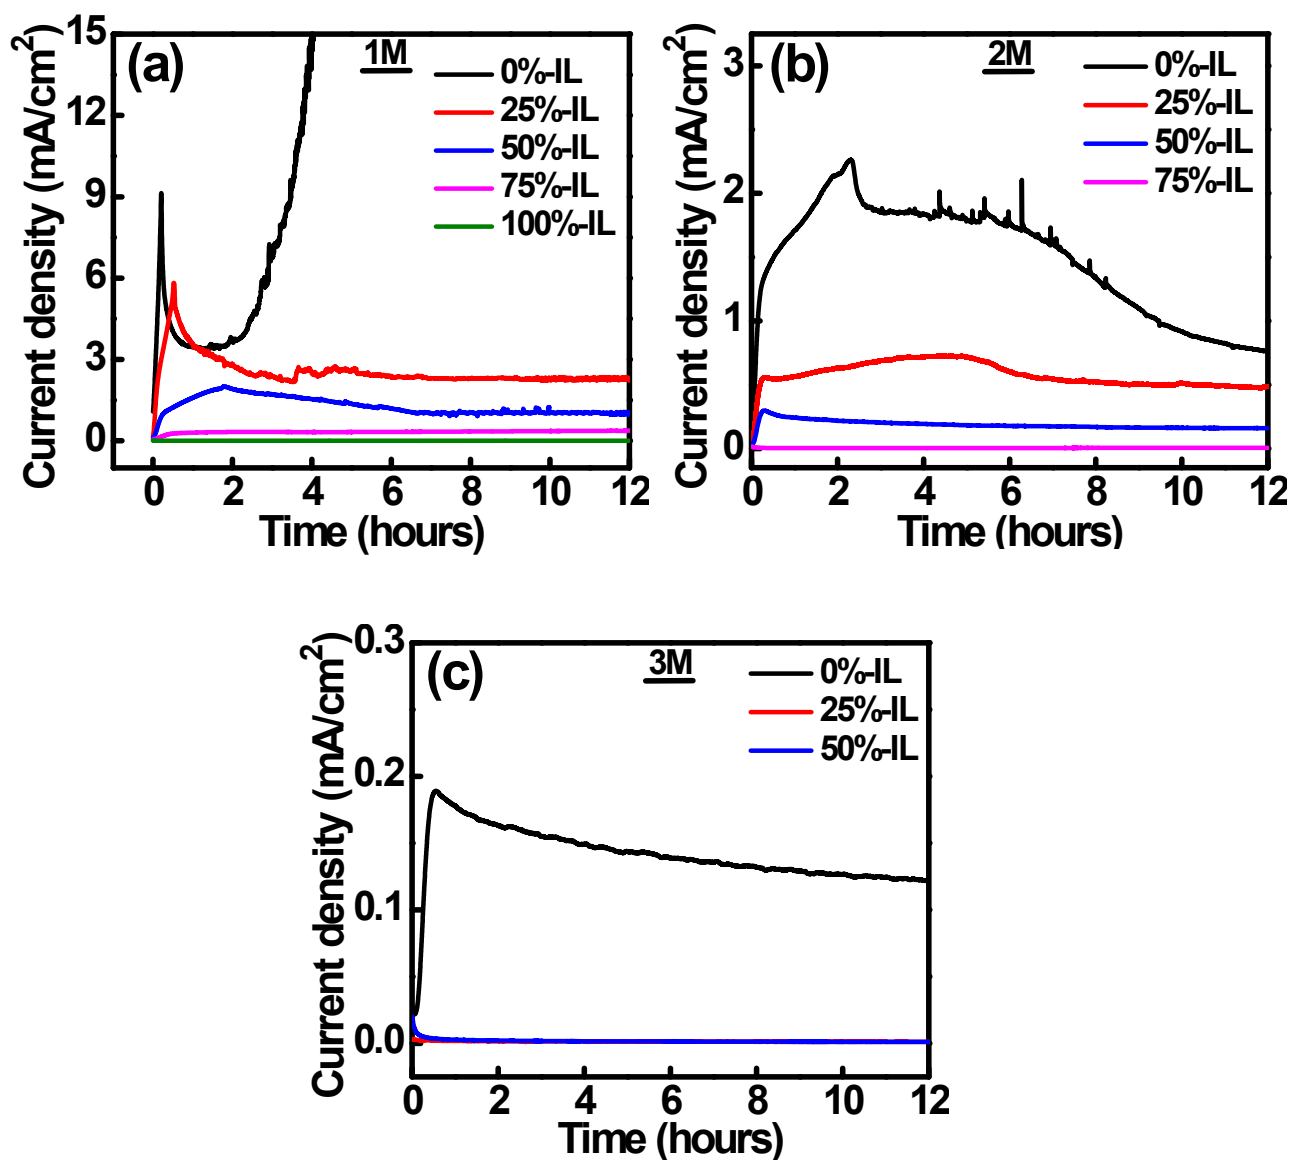 (a)
1M
0%-IL
25%-IL
50%-IL
75%-IL
100%-IL
15
12
9
6
3
0
Current density (mA/cm²)
0 2 4 6 8 10 12
Time (hours)
(b)
2M
0%-IL
25%-IL
50%-IL
75%-IL
3
2
1
0
Current density (mA/cm²)
0 2 4 6 8 10 12
Time (hours)
(c)
3M
0%-IL
25%-IL
50%-IL
0.3
0.2
0.1
0.0
Current density (mA/cm²)
0 2 4 6 8 10 12
Time (hours)